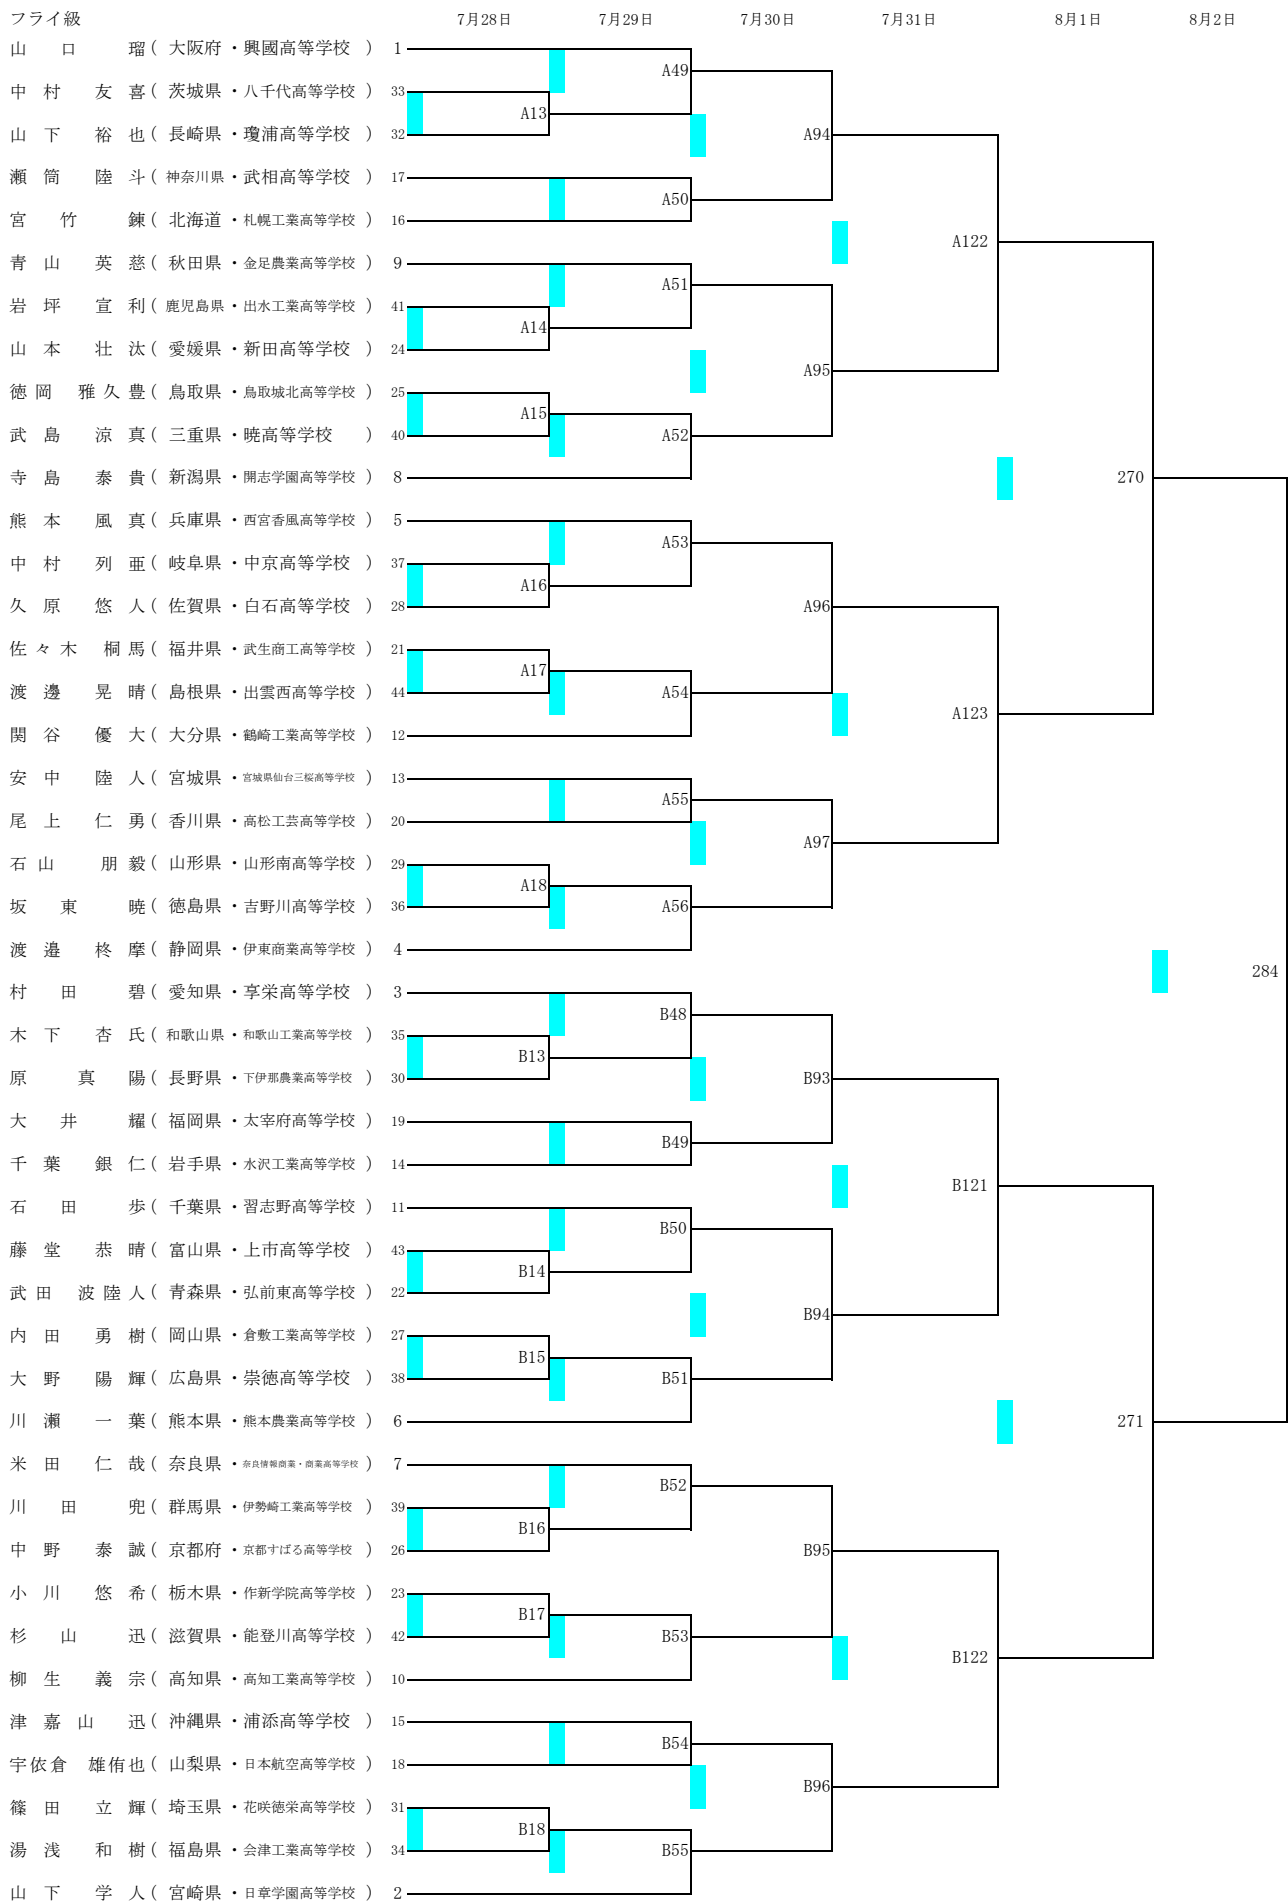 フライ級 7月28日 7月29日 7月30日 7月31日 8月1日 8月2日
山口 瑠( 大阪府・興國高等学校 ) 1
A49
中村 友喜( 茨城県・八千代高等学校 ) 33
A13
山下 裕也( 長崎県・瓊浦高等学校 ) 32
A94
瀬筒 陸斗( 神奈川県・武相高等学校 ) 17
A50
宮竹 錬( 北海道・札幌工業高等学校 ) 16
A122
青山 英慈( 秋田県・金足農業高等学校 ) 9
A51
岩坪 宣利( 鹿児島県・出水工業高等学校 ) 41
A14
山本 壮汰( 愛媛県・新田高等学校 ) 24
A95
徳岡 雅久豊( 鳥取県・鳥取城北高等学校 ) 25
A15
武島 涼真( 三重県・暁高等学校 ) 40
A52
寺島 泰貴( 新潟県・開志学園高等学校 ) 8
270
熊本 風真( 兵庫県・西宮香風高等学校 ) 5
A53
中村 列亜( 岐阜県・中京高等学校 ) 37
A16
久原 悠人( 佐賀県・白石高等学校 ) 28
A96
佐々木 桐馬( 福井県・武生商工高等学校 ) 21
A17
渡邊 晃晴( 島根県・出雲西高等学校 ) 44
A54
A123
関谷 優大( 大分県・鶴崎工業高等学校 ) 12
安中 陸人( 宮城県・宮城県仙台三桜高等学校 ) 13
A55
尾上 仁勇( 香川県・高松工芸高等学校 ) 20
A97
石山 朋毅( 山形県・山形南高等学校 ) 29
A18
坂東 暁( 徳島県・吉野川高等学校 ) 36
A56
渡邉 柊摩( 静岡県・伊東商業高等学校 ) 4
284
村田 碧( 愛知県・享栄高等学校 ) 3
B48
木下 杏氏( 和歌山県・和歌山工業高等学校 ) 35
B13
原 真陽( 長野県・下伊那農業高等学校 ) 30
B93
大井 耀( 福岡県・太宰府高等学校 ) 19
B49
千葉 銀仁( 岩手県・水沢工業高等学校 ) 14
B121
石田 歩( 千葉県・習志野高等学校 ) 11
B50
藤堂 恭晴( 富山県・上市高等学校 ) 43
B14
武田 波陸人( 青森県・弘前東高等学校 ) 22
B94
内田 勇樹( 岡山県・倉敷工業高等学校 ) 27
B15
大野 陽輝( 広島県・崇徳高等学校 ) 38
B51
川瀬 一葉( 熊本県・熊本農業高等学校 ) 6
271
米田 仁哉( 奈良県・奈良情報商業・商業高等学校 ) 7
B52
川田 兜( 群馬県・伊勢崎工業高等学校 ) 39
B16
中野 泰誠( 京都府・京都すばる高等学校 ) 26
B95
小川 悠希( 栃木県・作新学院高等学校 ) 23
B17
杉山 迅( 滋賀県・能登川高等学校 ) 42
B53
B122
柳生 義宗( 高知県・高知工業高等学校 ) 10
津嘉山 迅( 沖縄県・浦添高等学校 ) 15
B54
宇依倉 雄侑也( 山梨県・日本航空高等学校 ) 18
B96
篠田 立輝( 埼玉県・花咲徳栄高等学校 ) 31
B18
湯浅 和樹( 福島県・会津工業高等学校 ) 34
B55
山下 学人( 宮崎県・日章学園高等学校 ) 2